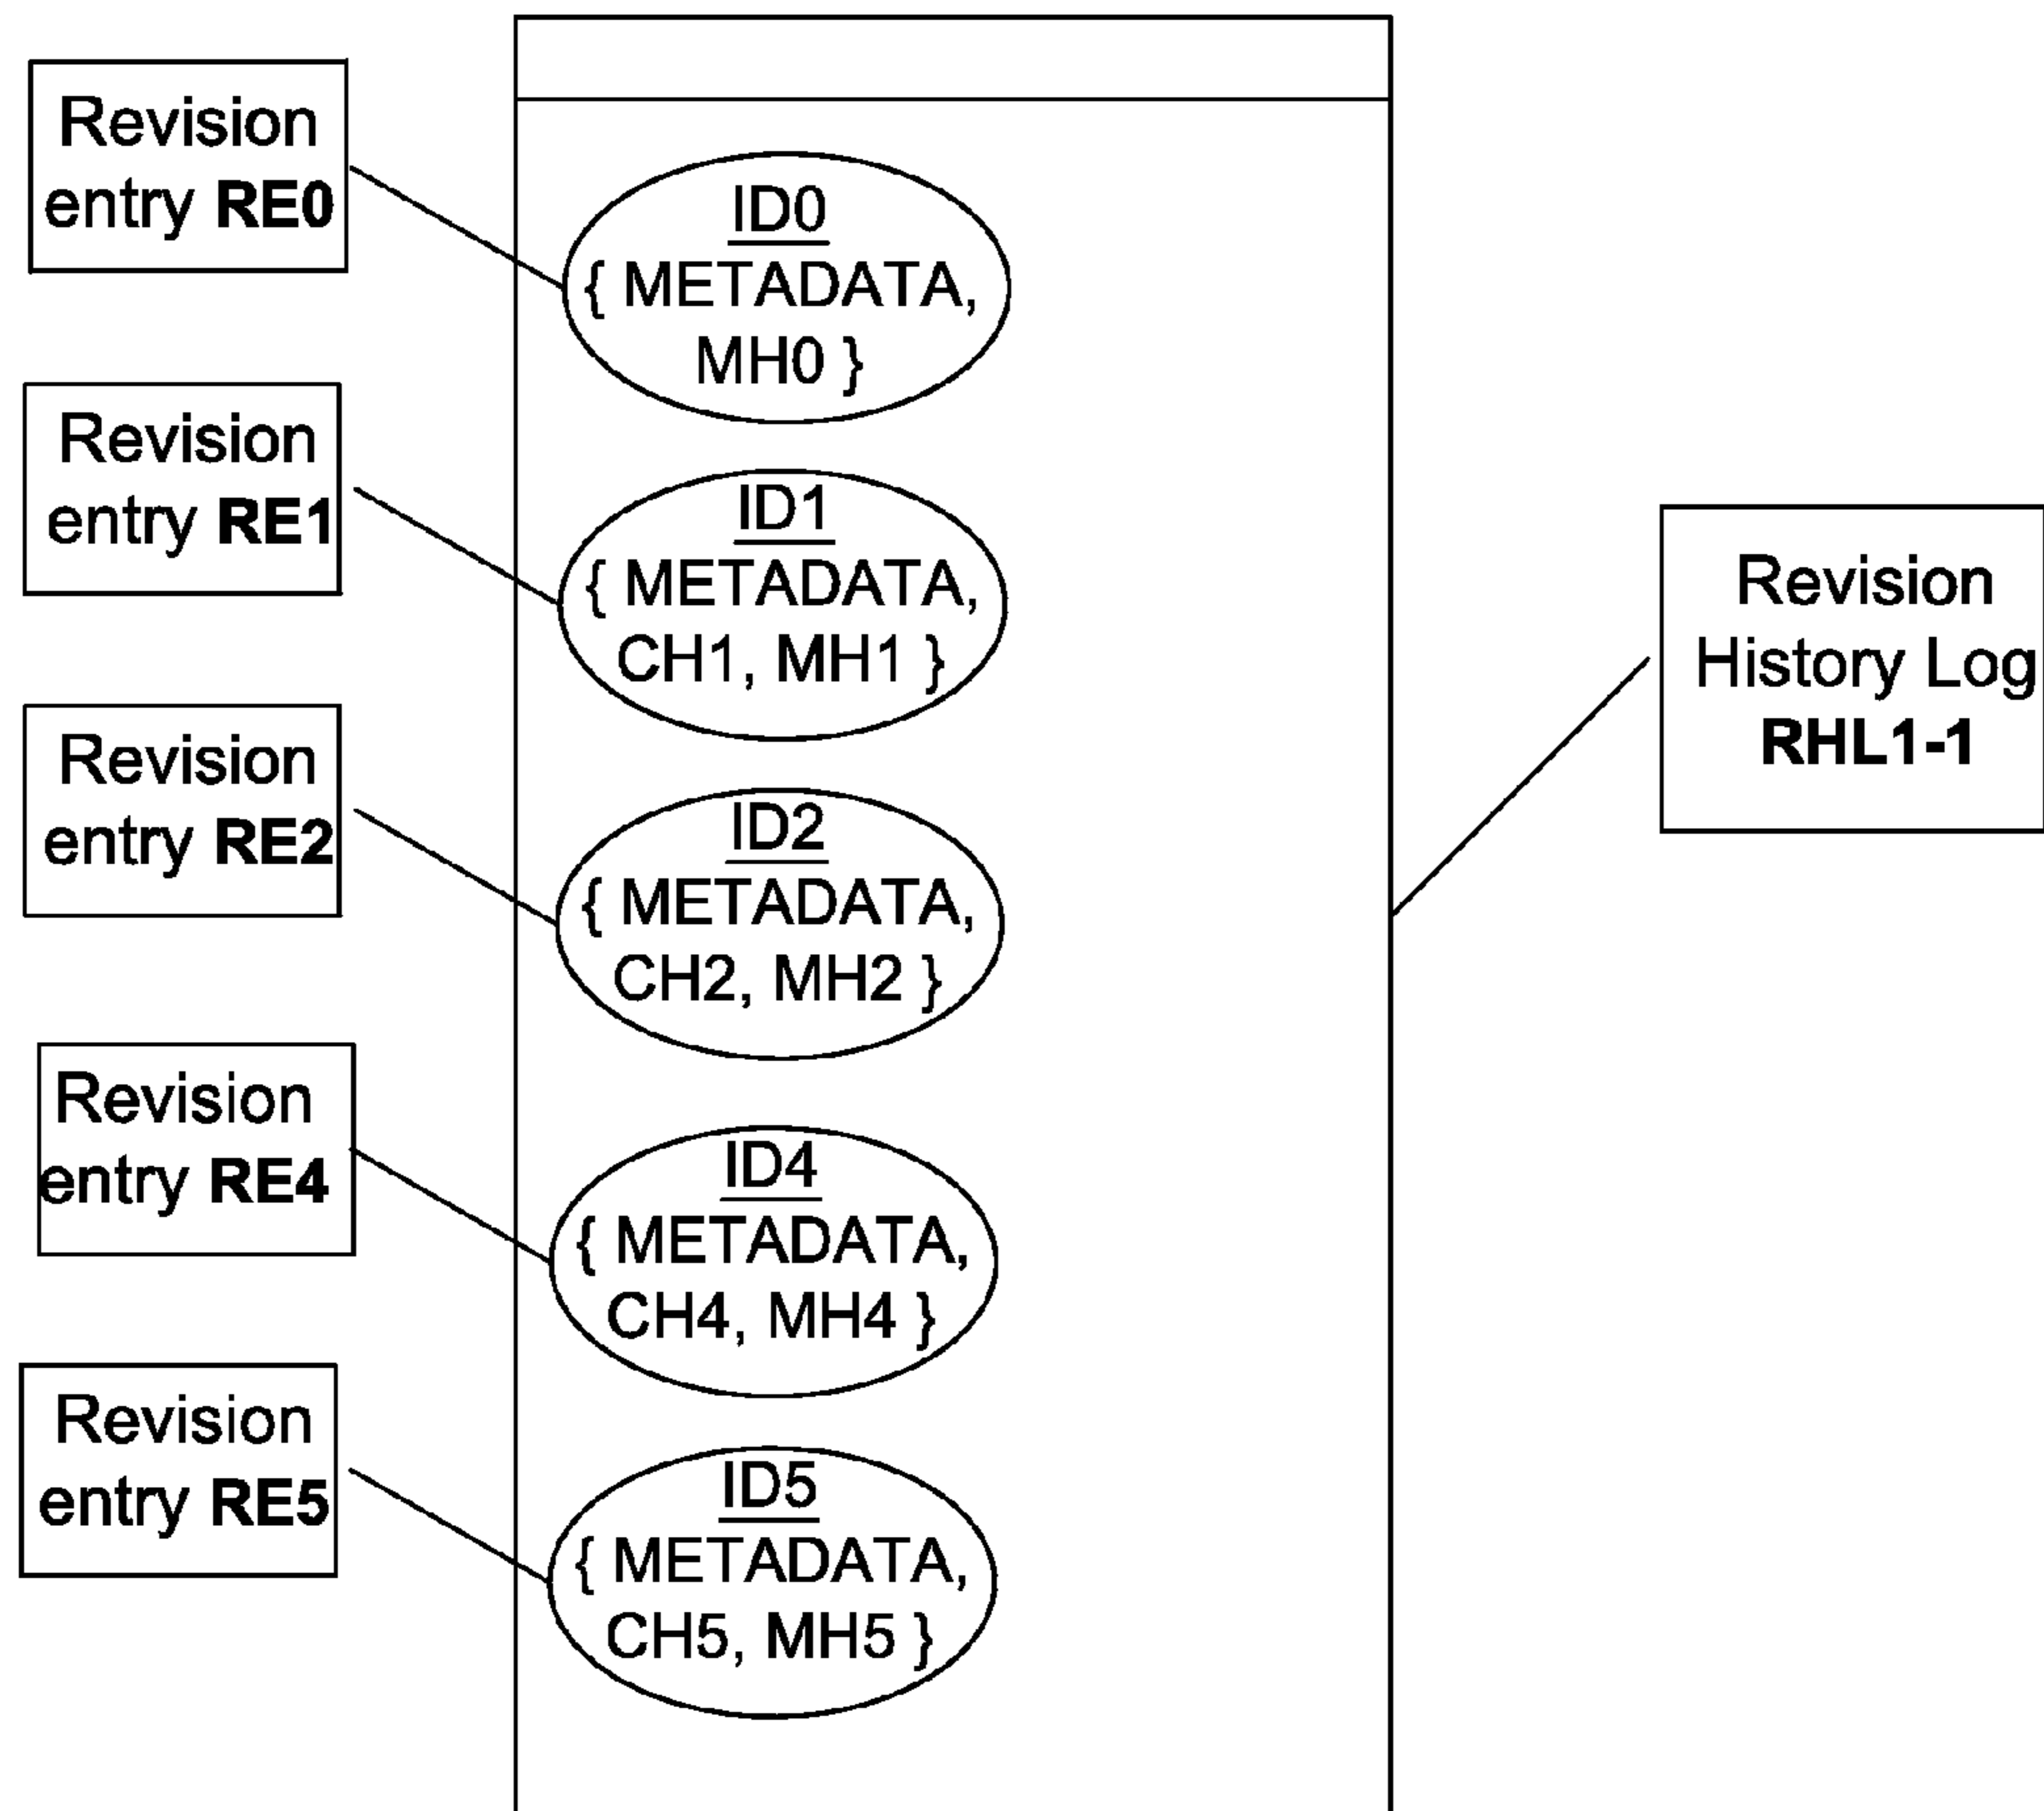 Revision
entry RE0
ID0
{ METADATA,
MH0 }
Revision
entry RE1
ID1
{ METADATA,
CH1, MH1 }
Revision
History Log
RHL1-1
Revision
entry RE2
ID2
{ METADATA,
CH2, MH2 }
Revision
entry RE4
ID4
{ METADATA,
CH4, MH4 }
Revision
entry RE5
ID5
{ METADATA,
CH5, MH5 }